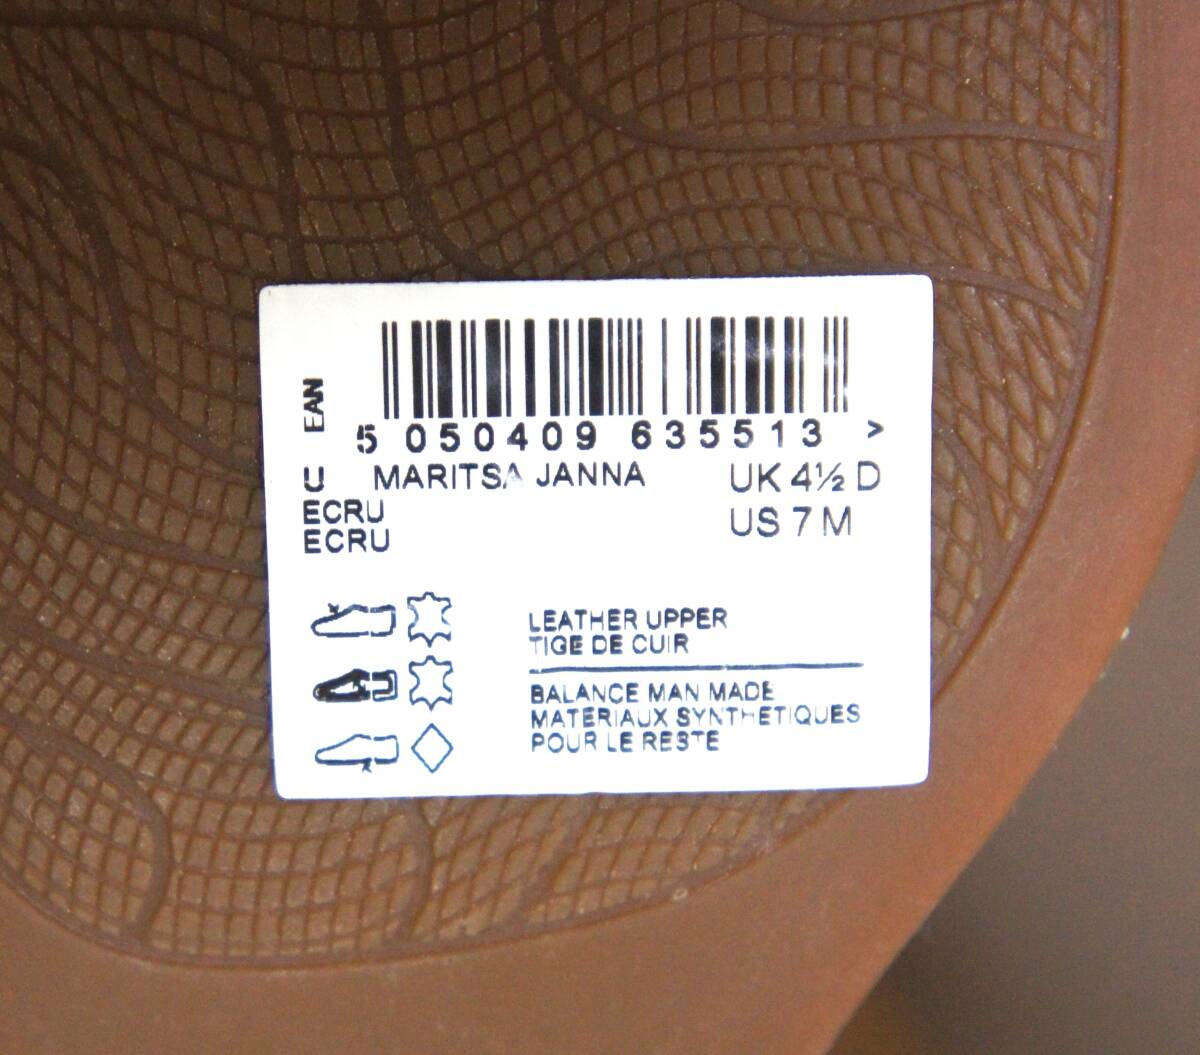 EAN
5 050409 635513 >
U MARITSA JANNA UK 4½ D
ECRU US 7 M
ECRU
LEATHER UPPER
TIGE DE CUIR
BALANCE MAN MADE
MATERIAUX SYNTHETIQUES
POUR LE RESTE